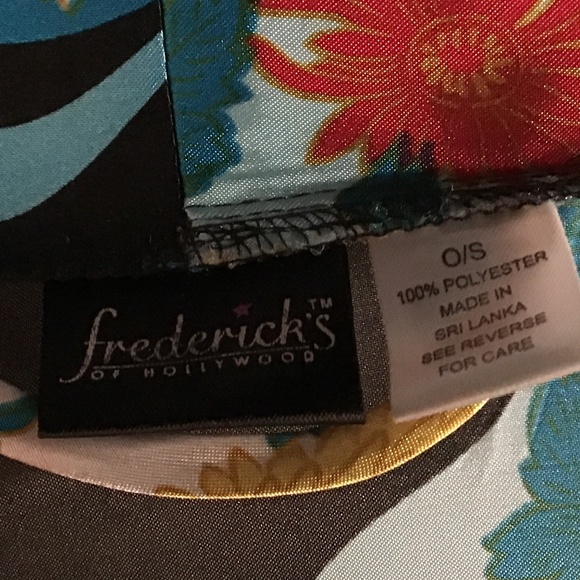 frederick's™
OF HOLLYWOOD
O/S
100% POLYESTER
MADE IN
SRI LANKA
SEE REVERSE
FOR CARE